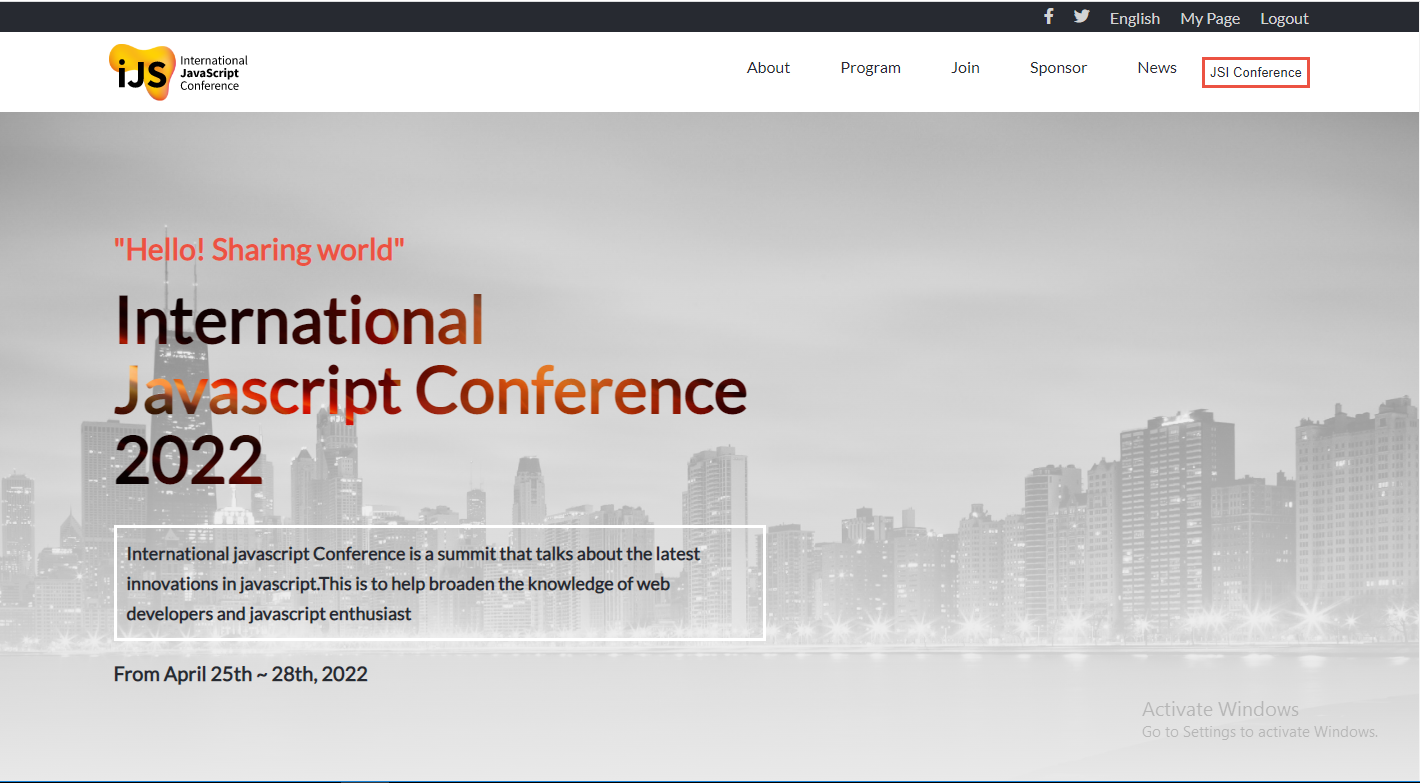 English My Page Logout
iJS International
JavaScript
Conference
About Program Join Sponsor News JSI Conference
"Hello! Sharing world"
International
Javascript Conference
2022
International javascript Conference is a summit that talks about the latest
innovations in javascript.This is to help broaden the knowledge of web
developers and javascript enthusiast
From April 25th ~ 28th, 2022
Activate Windows
Go to Settings to activate Windows.